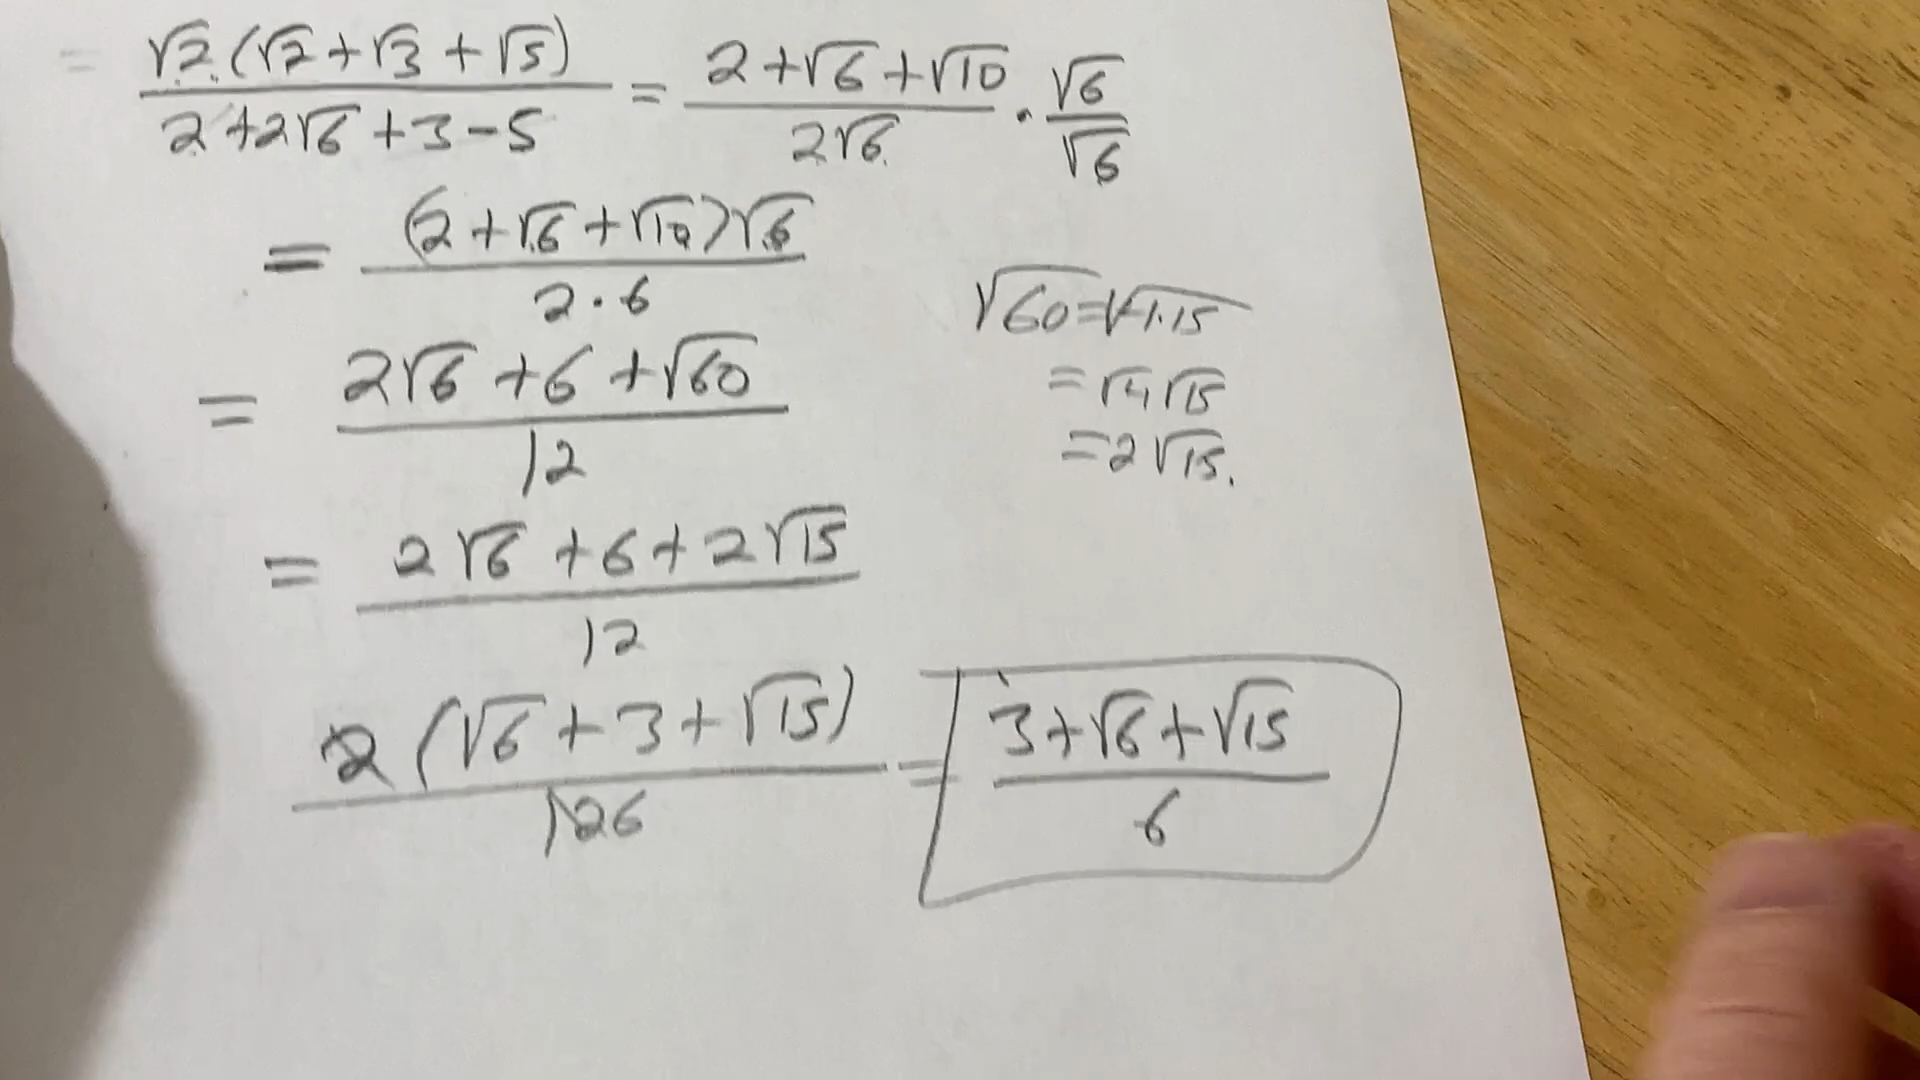 = √2(√2+√3+√5) / 2+2√6+3-5 = 2+√6+√10 / 2√6 · √6/√6
= (2+√6+√10)√6 / 2·6
√60=√4·15
= 2√6+6+√60 / 12
=√4√15
=2√15.
= 2√6+6+2√15 / 12
2(√6+3+√15) / 126 = 3+√6+√15 / 6